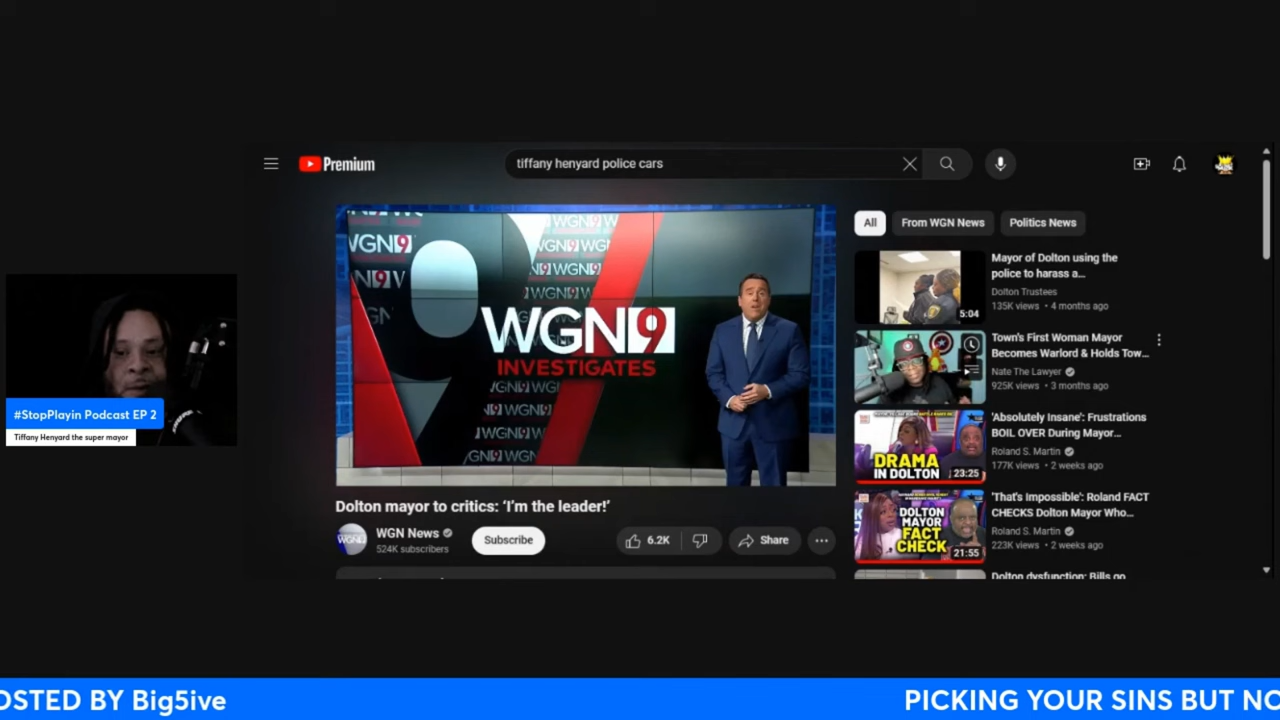 Premium
tiffany henyard police cars
WGN9
INVESTIGATES
All
From WGN News
Politics News
Mayor of Dolton using the
police to harass a...
Dolton Trustees
135K views • 4 months ago
5:04
Town's First Woman Mayor
Becomes Warlord & Holds Tow...
Nate The Lawyer
925K views • 3 months ago
'Absolutely Insane': Frustrations
BOIL OVER During Mayor...
Roland S. Martin
177K views • 2 weeks ago
DRAMA
IN DOLTON
23:25
'That's Impossible': Roland FACT
CHECKS Dolton Mayor Who...
Roland S. Martin
223K views • 2 weeks ago
DOLTON
MAYOR
FACT
CHECK
21:55
Dolton dysfunction: Bills go
Dolton mayor to critics: ‘I’m the leader!’
WGN News
524K subscribers
Subscribe
6.2K
Share
#StopPlayin Podcast EP 2
Tiffany Henyard the super mayor
OSTED BY Big5ive
PICKING YOUR SINS BUT NO